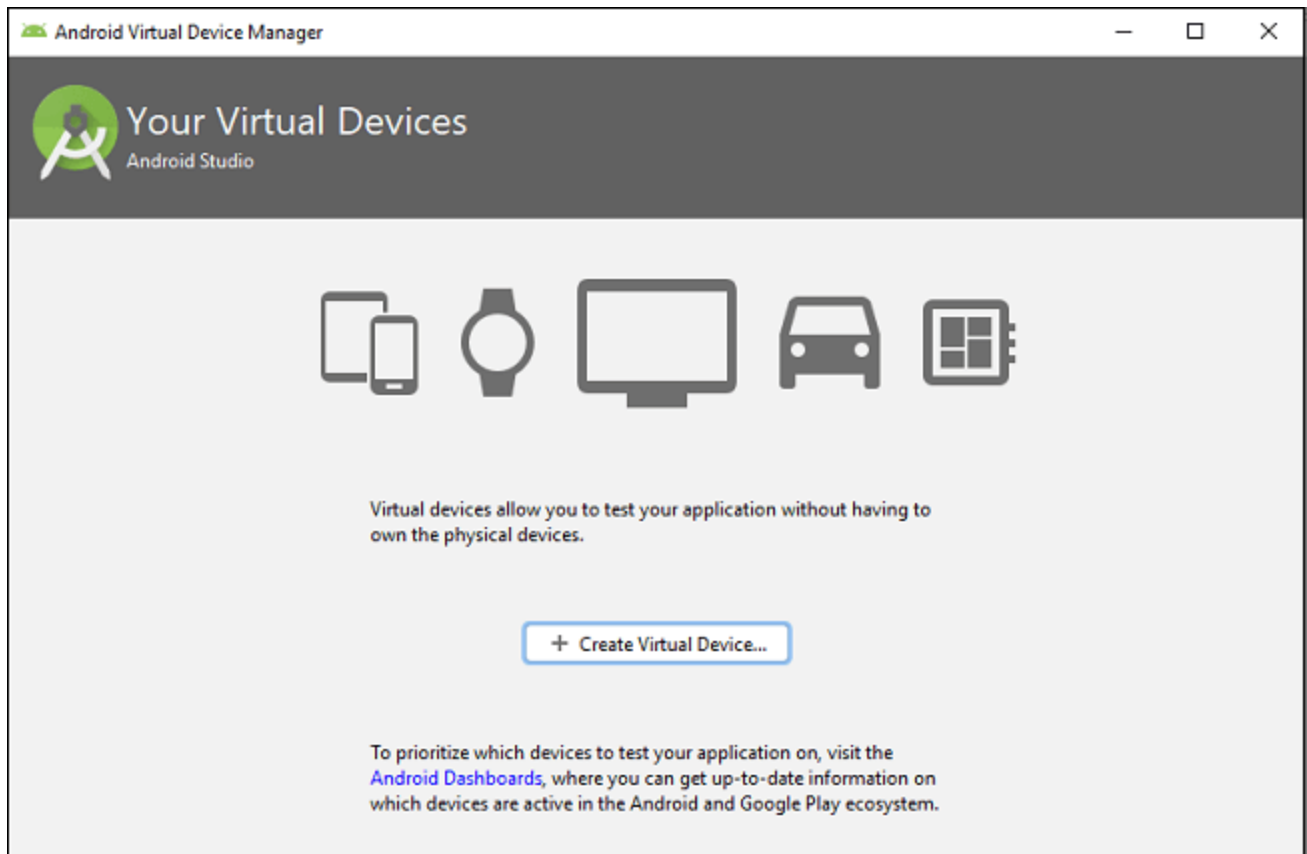 Android Virtual Device Manager
Your Virtual Devices
Android Studio
Virtual devices allow you to test your application without having to
own the physical devices.
+ Create Virtual Device...
To prioritize which devices to test your application on, visit the
Android Dashboards, where you can get up-to-date information on
which devices are active in the Android and Google Play ecosystem.